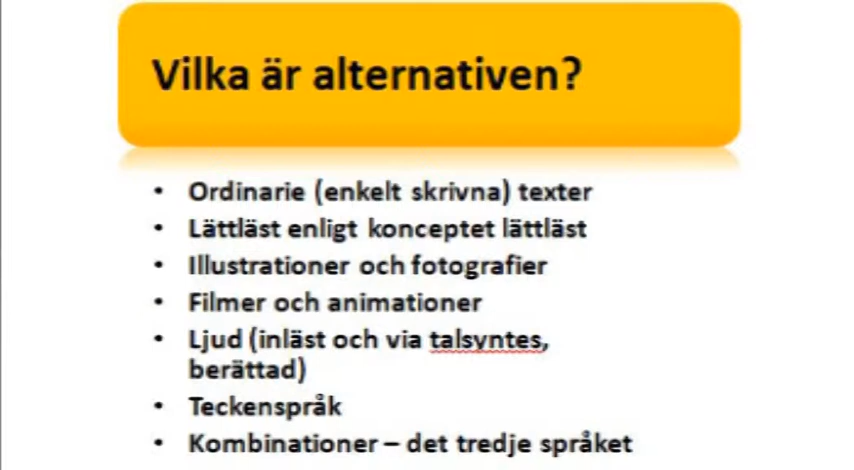 Vilka är alternativen?
• Ordinarie (enkelt skrivna) texter
• Lättläst enligt konceptet lättläst
• Illustrationer och fotografier
• Filmer och animationer
• Ljud (inläst och via talsyntes,
berättad)
• Teckenspråk
• Kombinationer – det tredje språket